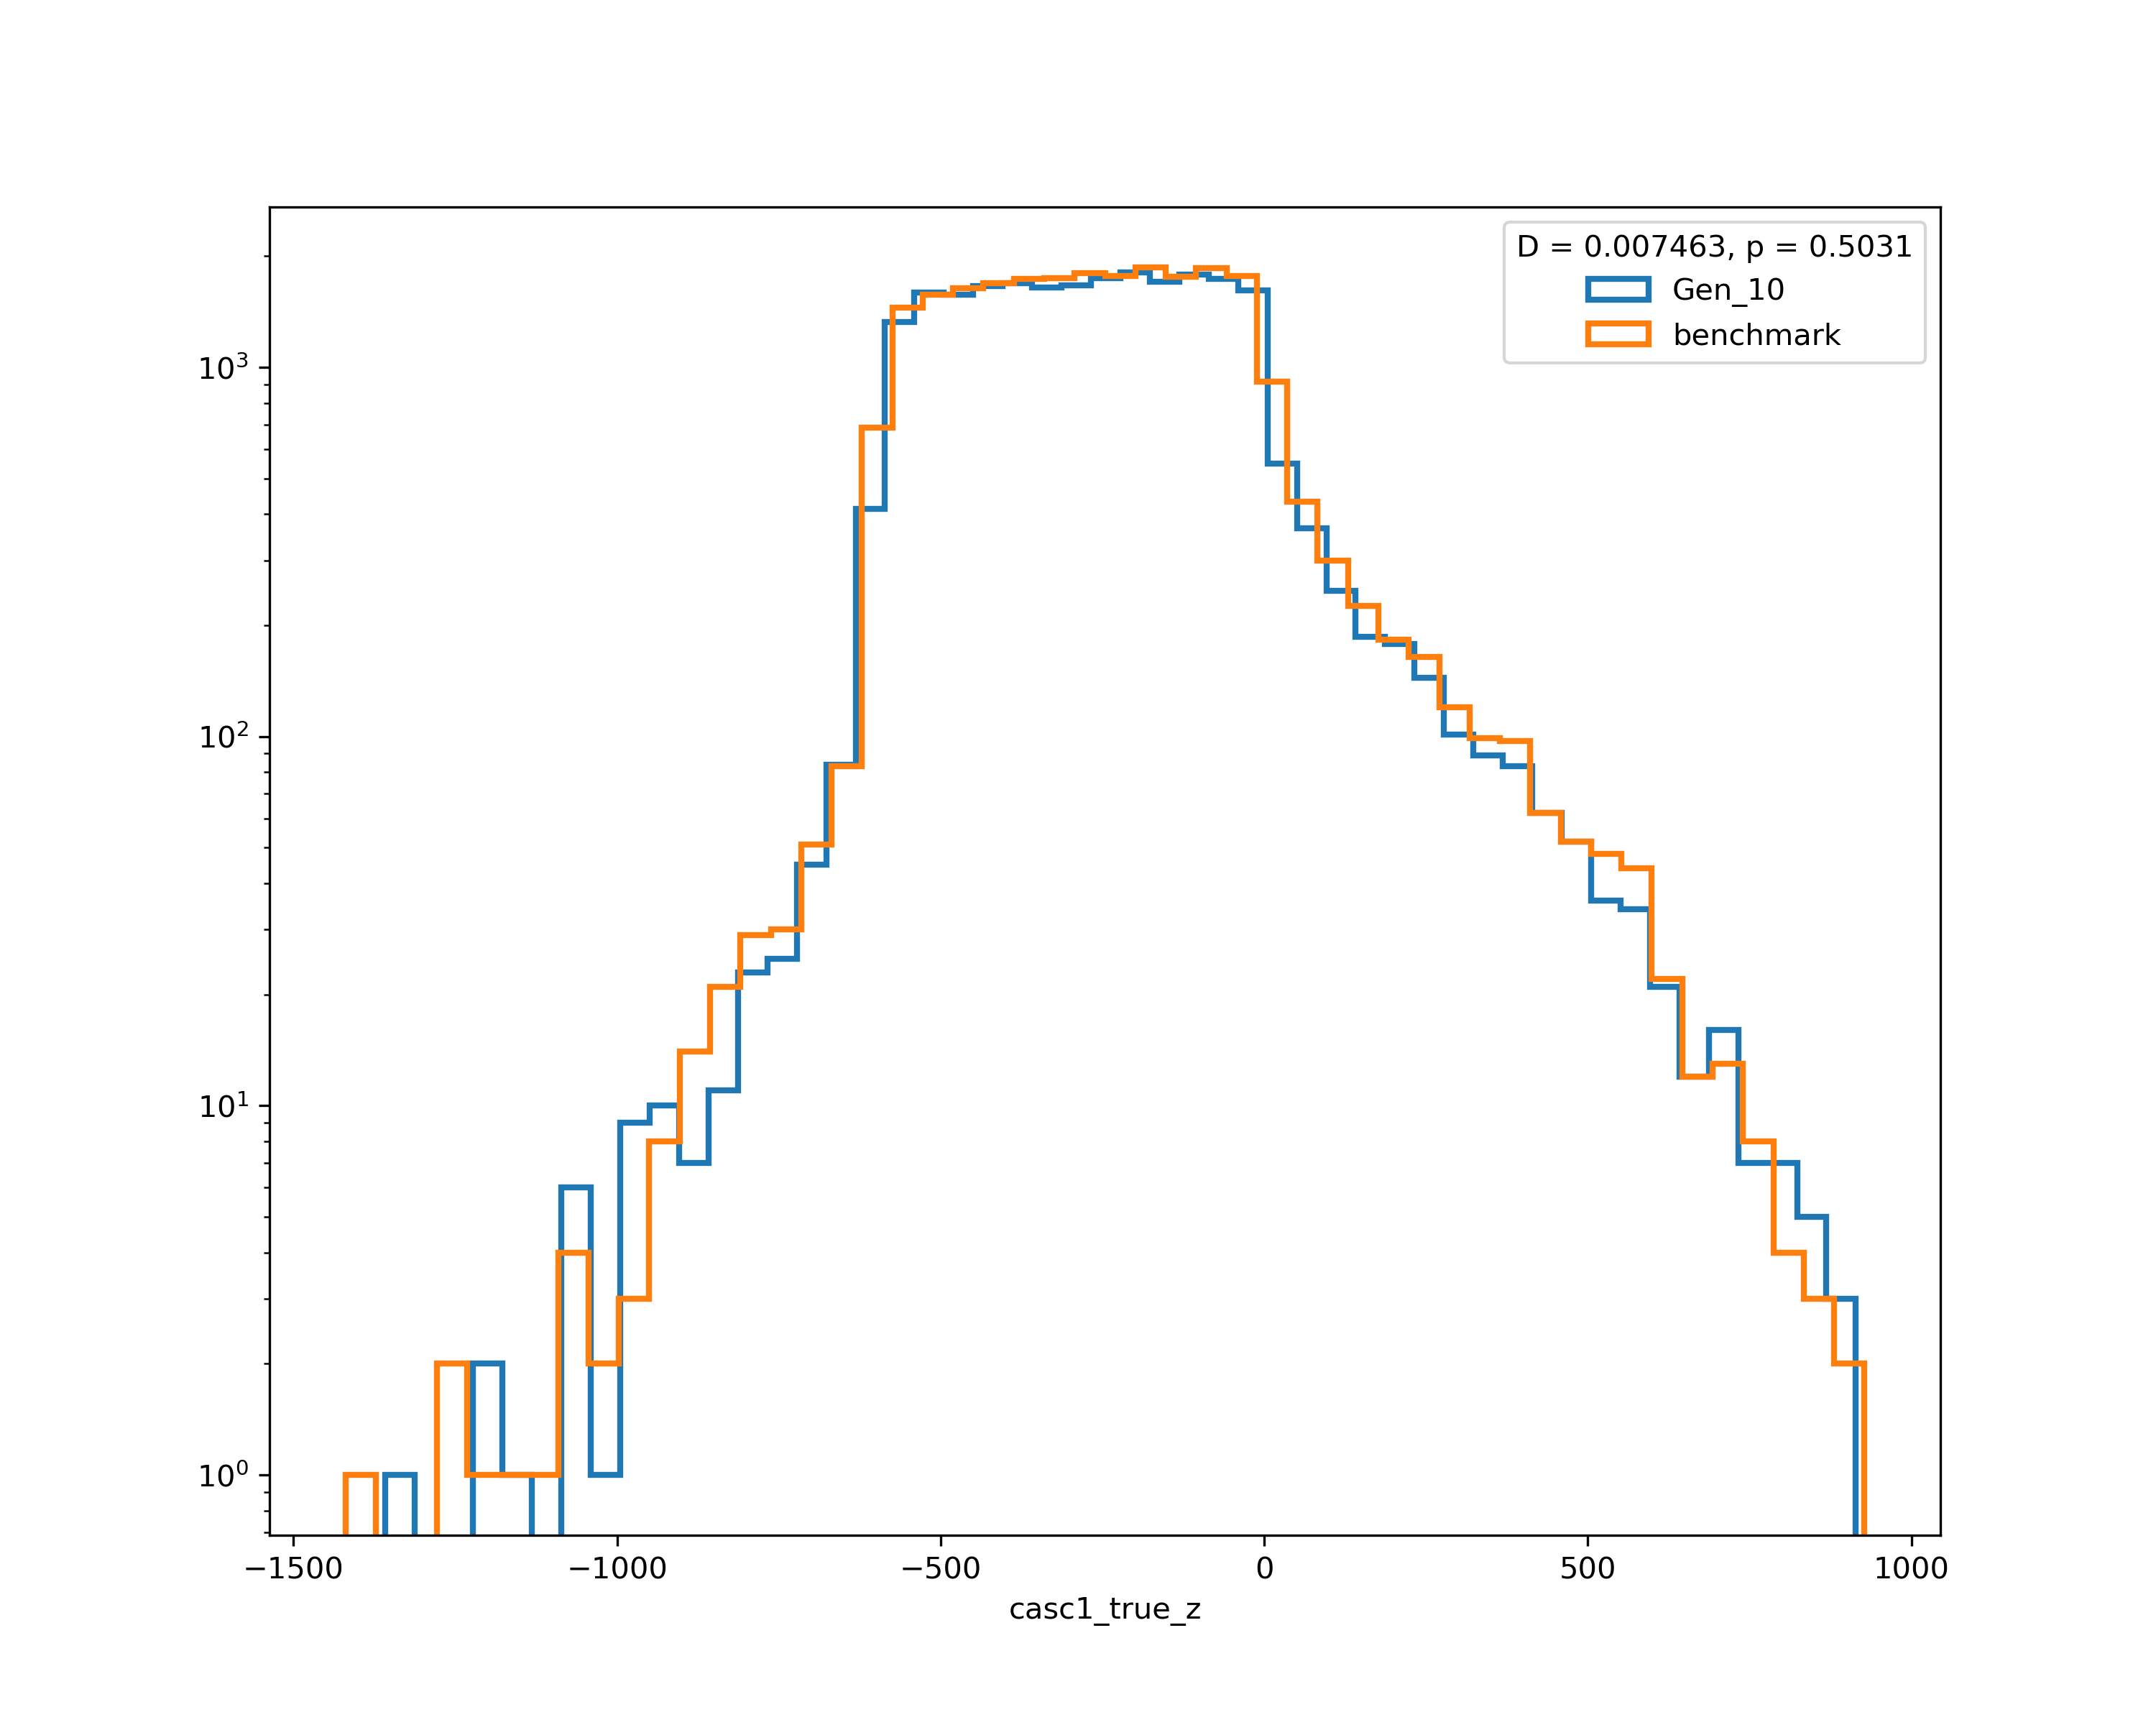 D = 0.007463, p = 0.5031
Gen_10
benchmark
10³
10²
10¹
10⁰
−1500 −1000 −500 0 500 1000
casc1_true_z